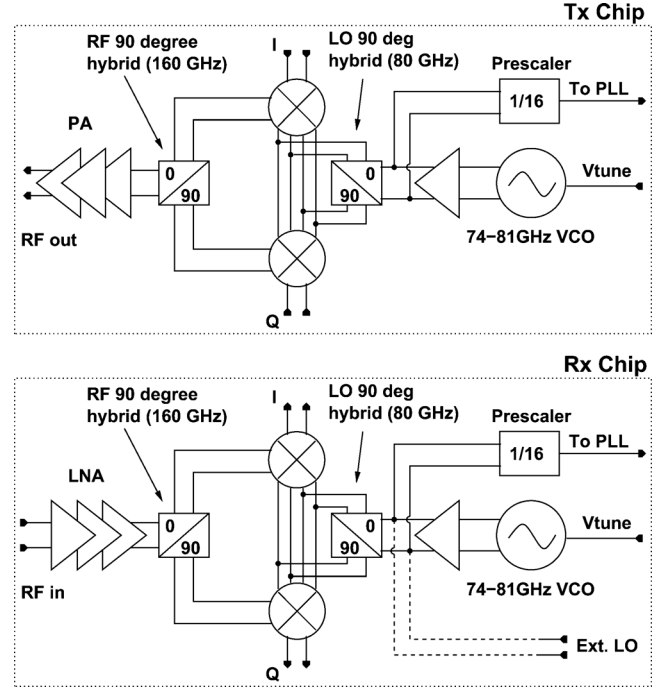 Tx Chip
RF 90 degree
hybrid (160 GHz)
I
LO 90 deg
hybrid (80 GHz)
Prescaler
1/16
To PLL
PA
0
90
0
90
Vtune
RF out
74−81GHz VCO
Q
Rx Chip
RF 90 degree
hybrid (160 GHz)
I
LO 90 deg
hybrid (80 GHz)
Prescaler
1/16
To PLL
LNA
0
90
0
90
Vtune
RF in
74−81GHz VCO
Ext. LO
Q